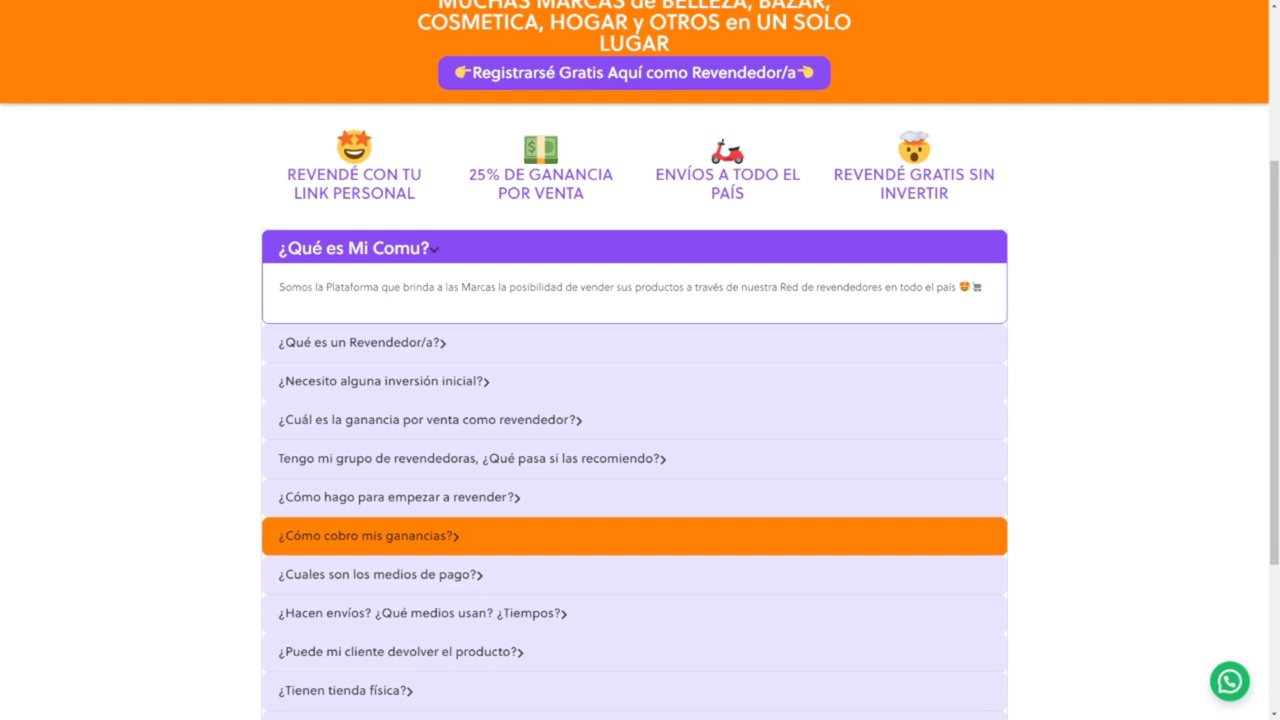 MUCHAS MARCAS de BELLEZA, BAZAR,
COSMETICA, HOGAR y OTROS en UN SOLO
LUGAR
👉Registrarsé Gratis Aquí como Revendedor/a👈
REVENDÉ CON TU
LINK PERSONAL
25% DE GANANCIA
POR VENTA
ENVÍOS A TODO EL
PAÍS
REVENDÉ GRATIS SIN
INVERTIR
¿Qué es Mi Comu?
Somos la Plataforma que brinda a las Marcas la posibilidad de vender sus productos a través de nuestra Red de revendedores en todo el país 🤩🛒
¿Qué es un Revendedor/a?
¿Necesito alguna inversión inicial?
¿Cuál es la ganancia por venta como revendedor?
Tengo mi grupo de revendedoras, ¿Qué pasa si las recomiendo?
¿Cómo hago para empezar a revender?
¿Cómo cobro mis ganancias?
¿Cuales son los medios de pago?
¿Hacen envíos? ¿Qué medios usan? ¿Tiempos?
¿Puede mi cliente devolver el producto?
¿Tienen tienda física?